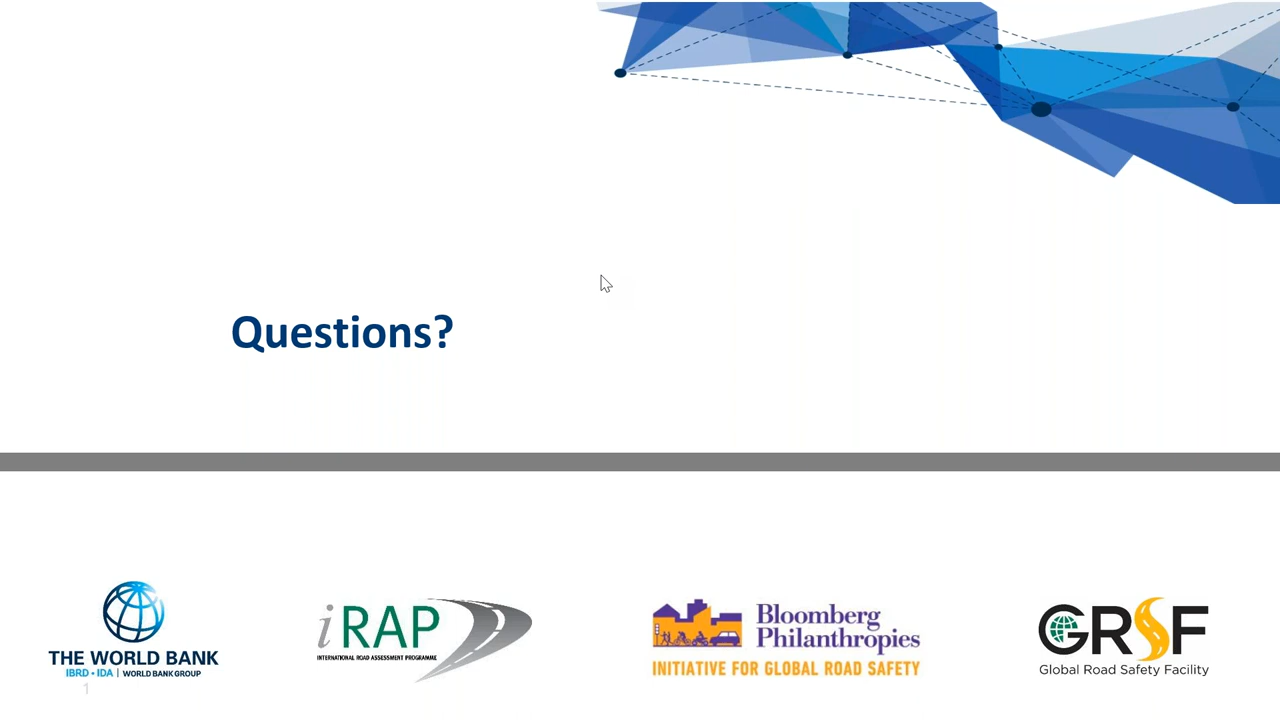 Questions?
THE WORLD BANK
IBRD • IDA | WORLD BANK GROUP
1
iRAP
INTERNATIONAL ROAD ASSESSMENT PROGRAMME
Bloomberg
Philanthropies
INITIATIVE FOR GLOBAL ROAD SAFETY
GRSF
Global Road Safety Facility